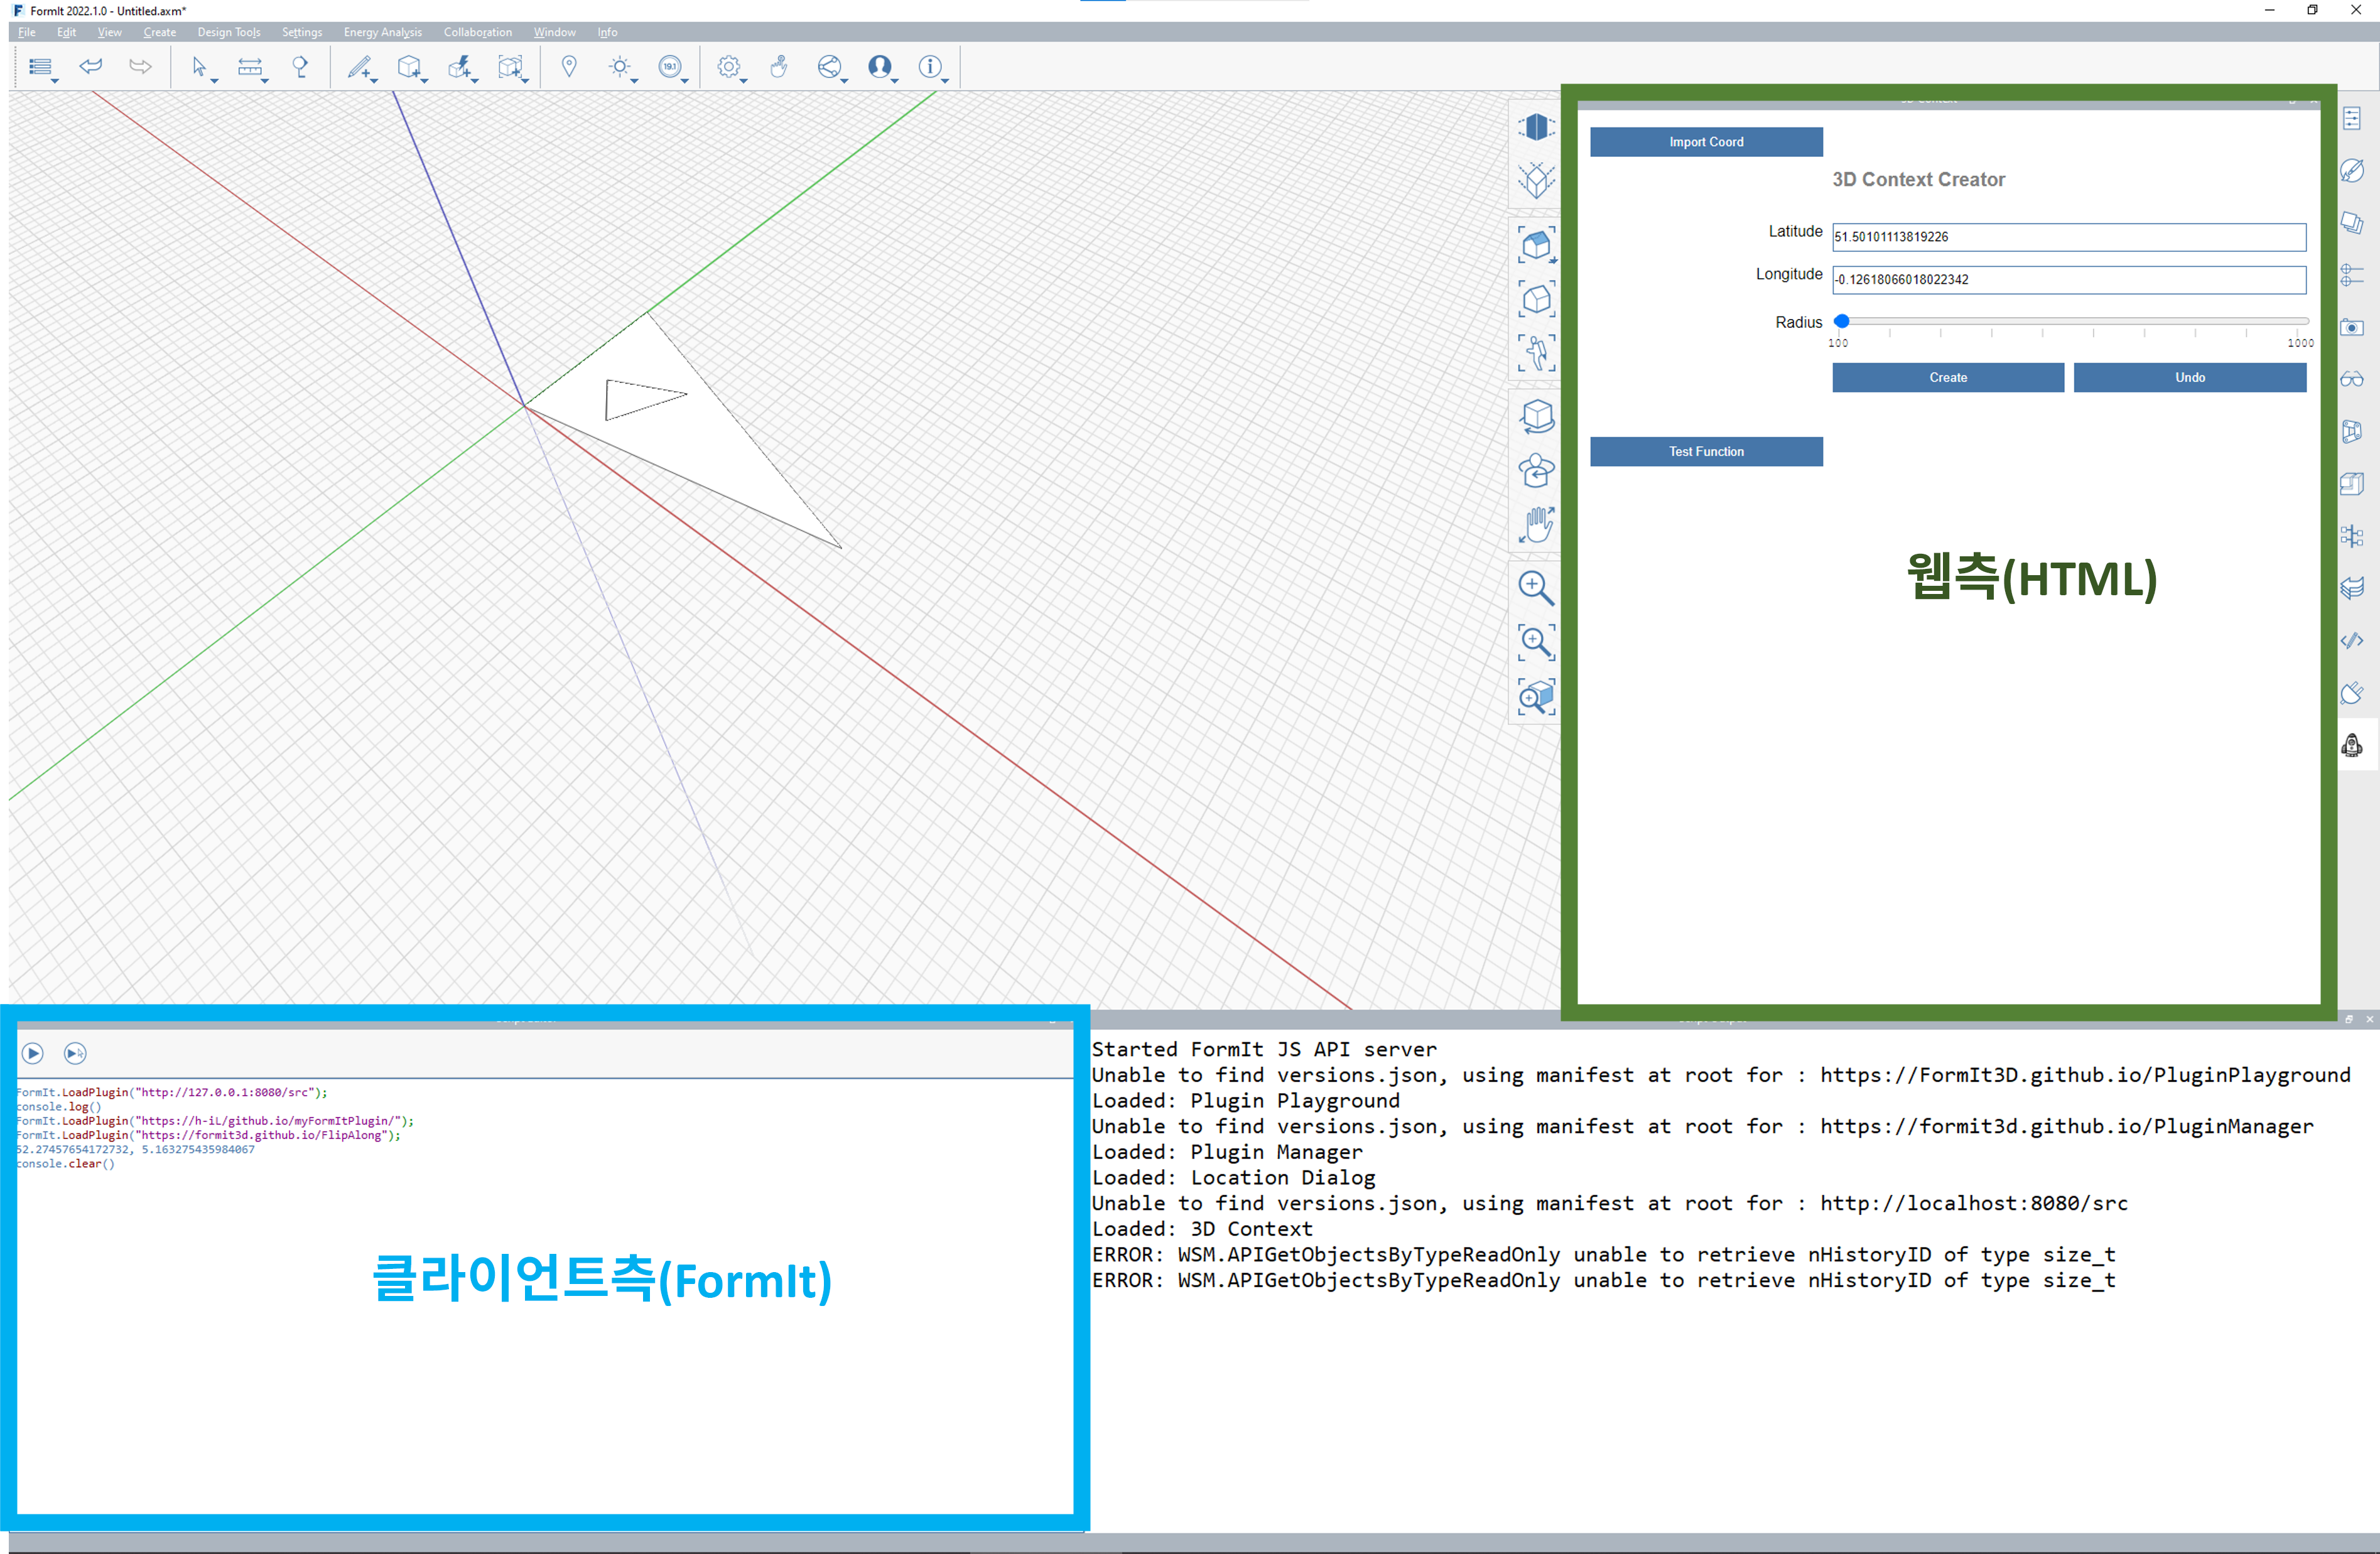 FormIt 2022.1.0 - Untitled.axm*
File Edit View Create Design Tools Settings Energy Analysis Collaboration Window Info
19.1
Import Coord
3D Context Creator
Latitude 51.50101113819226
Longitude -0.12618066018022342
Radius
100 1000
Create Undo
Test Function
웹측(HTML)
FormIt.LoadPlugin("http://127.0.0.1:8080/src");
console.log()
FormIt.LoadPlugin("https://h-iL/github.io/myFormItPlugin/");
FormIt.LoadPlugin("https://formit3d.github.io/FlipAlong");
52.27457654172732, 5.163275435984067
console.clear()
클라이언트측(FormIt)
Started FormIt JS API server
Unable to find versions.json, using manifest at root for : https://FormIt3D.github.io/PluginPlayground
Loaded: Plugin Playground
Unable to find versions.json, using manifest at root for : https://formit3d.github.io/PluginManager
Loaded: Plugin Manager
Loaded: Location Dialog
Unable to find versions.json, using manifest at root for : http://localhost:8080/src
Loaded: 3D Context
ERROR: WSM.APIGetObjectsByTypeReadOnly unable to retrieve nHistoryID of type size_t
ERROR: WSM.APIGetObjectsByTypeReadOnly unable to retrieve nHistoryID of type size_t